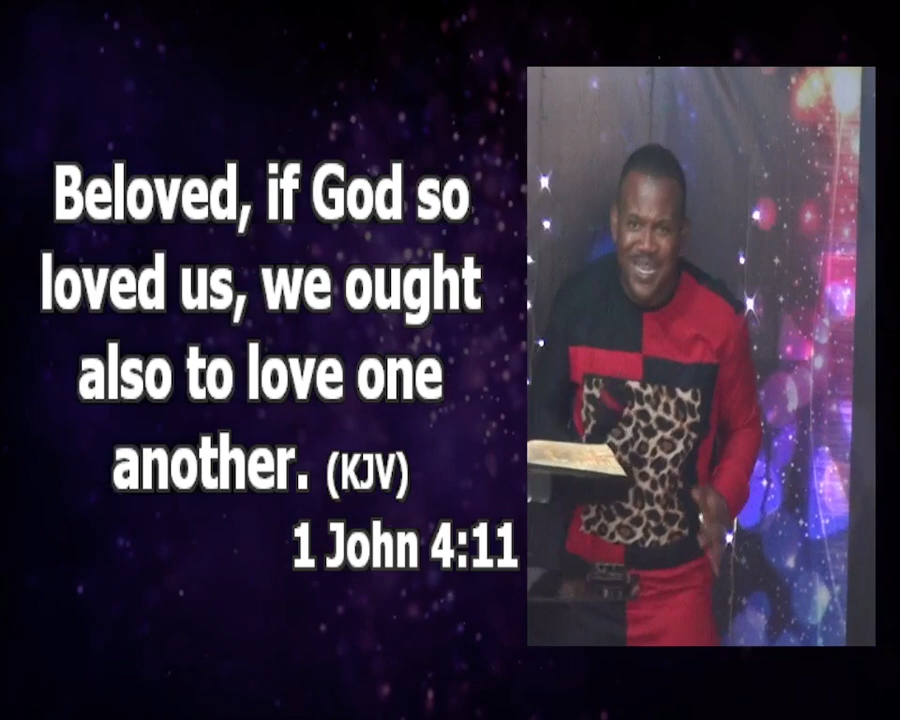 Beloved, if God so
loved us, we ought
also to love one
another. (KJV)
1 John 4:11